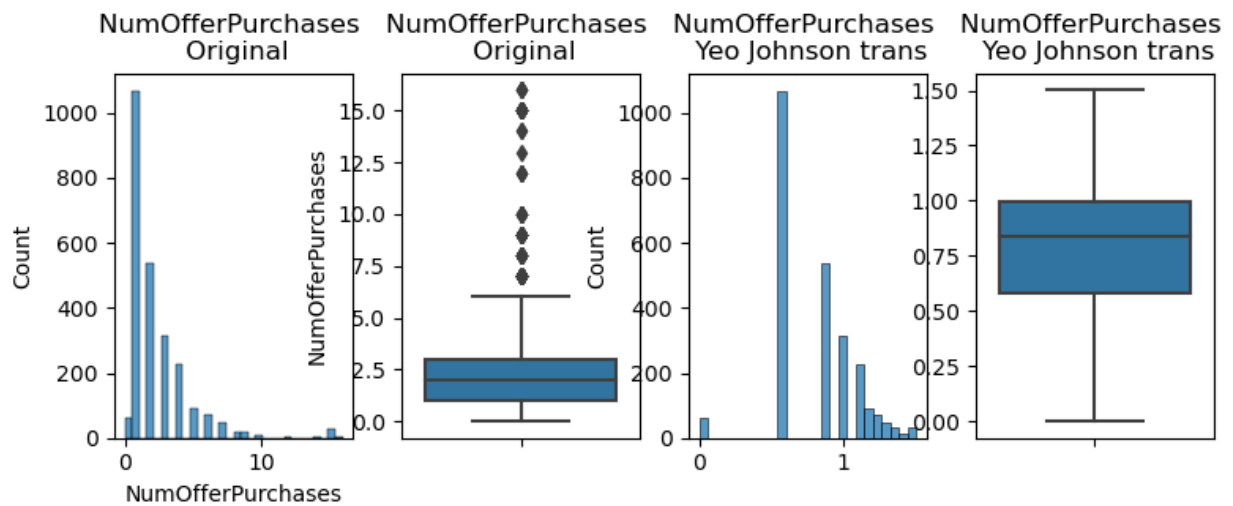 NumOfferPurchases
Original
1000
800
600
400
200
0
Count
0
10
NumOfferPurchases
NumOfferPurchases
Original
15.0
12.5
10.0
7.5
5.0
2.5
0.0
NumOfferPurchases
NumOfferPurchases
Yeo Johnson trans
1000
800
600
400
200
0
Count
0
1
NumOfferPurchases
Yeo Johnson trans
1.50
1.25
1.00
0.75
0.50
0.25
0.00